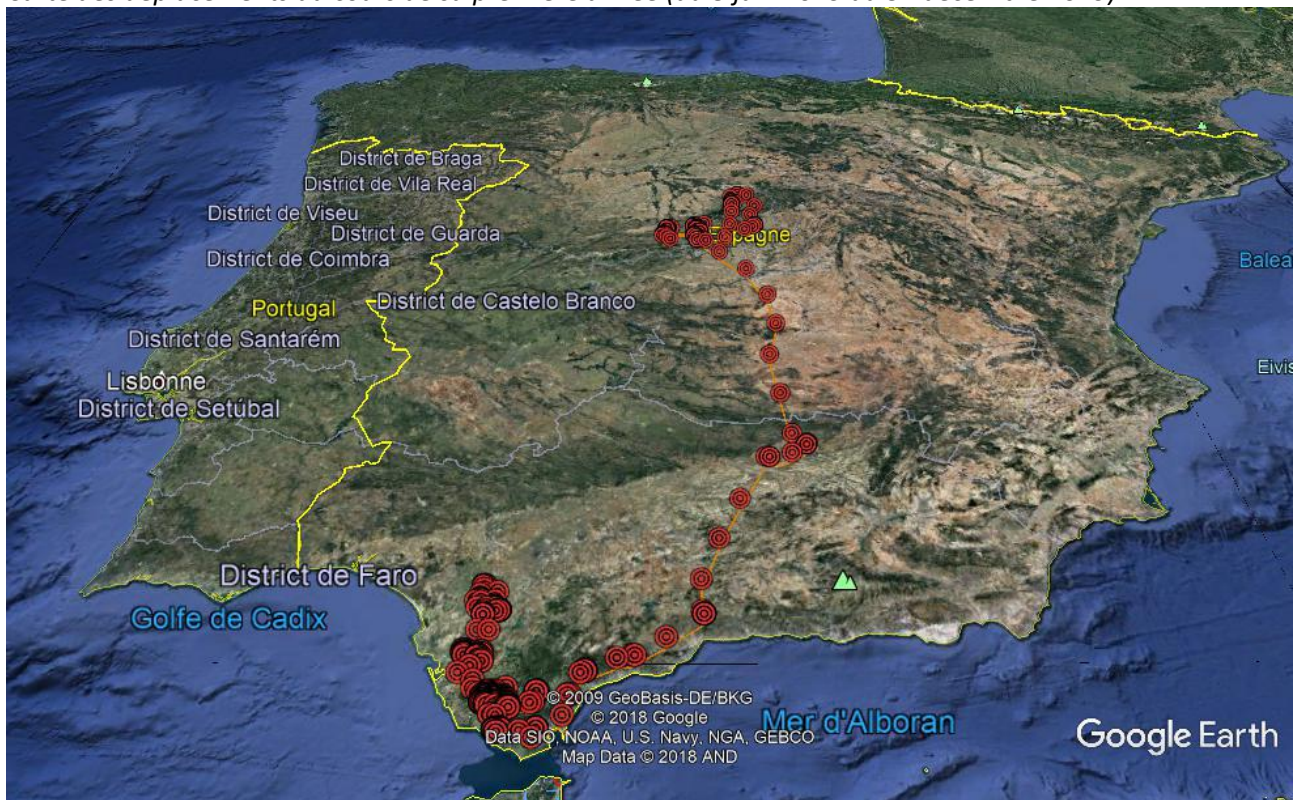 District de Braga
District de Vila Real
District de Viseu
District de Guarda
Espagne
District de Coimbra
Balea
District de Castelo Branco
Portugal
District de Santarém
Eivis
Lisbonne
District de Setúbal
District de Faro
Golfe de Cadix
© 2009 GeoBasis-DE/BKG
© 2018 Google
Mer d'Alboran
Data SIO, NOAA, U.S. Navy, NGA, GEBCO
Map Data © 2018 AND
Google Earth